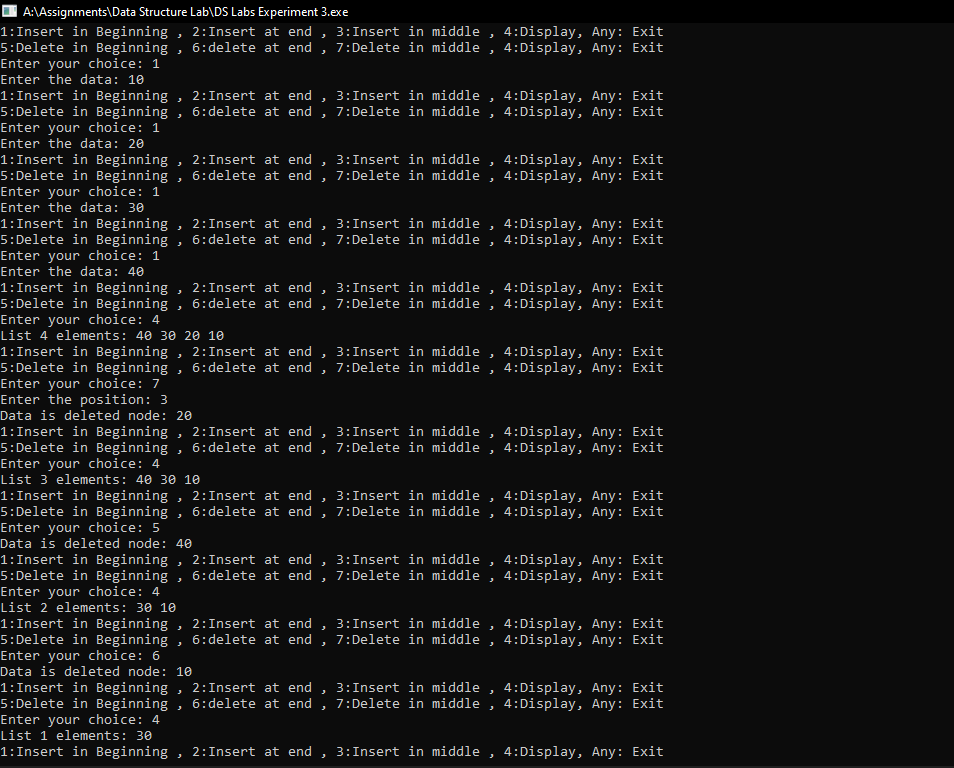 A:\Assignments\Data Structure Lab\DS Labs Experiment 3.exe
1:Insert in Beginning , 2:Insert at end , 3:Insert in middle , 4:Display, Any: Exit
5:Delete in Beginning , 6:delete at end , 7:Delete in middle , 4:Display, Any: Exit
Enter your choice: 1
Enter the data: 10
1:Insert in Beginning , 2:Insert at end , 3:Insert in middle , 4:Display, Any: Exit
5:Delete in Beginning , 6:delete at end , 7:Delete in middle , 4:Display, Any: Exit
Enter your choice: 1
Enter the data: 20
1:Insert in Beginning , 2:Insert at end , 3:Insert in middle , 4:Display, Any: Exit
5:Delete in Beginning , 6:delete at end , 7:Delete in middle , 4:Display, Any: Exit
Enter your choice: 1
Enter the data: 30
1:Insert in Beginning , 2:Insert at end , 3:Insert in middle , 4:Display, Any: Exit
5:Delete in Beginning , 6:delete at end , 7:Delete in middle , 4:Display, Any: Exit
Enter your choice: 1
Enter the data: 40
1:Insert in Beginning , 2:Insert at end , 3:Insert in middle , 4:Display, Any: Exit
5:Delete in Beginning , 6:delete at end , 7:Delete in middle , 4:Display, Any: Exit
Enter your choice: 4
List 4 elements: 40 30 20 10
1:Insert in Beginning , 2:Insert at end , 3:Insert in middle , 4:Display, Any: Exit
5:Delete in Beginning , 6:delete at end , 7:Delete in middle , 4:Display, Any: Exit
Enter your choice: 7
Enter the position: 3
Data is deleted node: 20
1:Insert in Beginning , 2:Insert at end , 3:Insert in middle , 4:Display, Any: Exit
5:Delete in Beginning , 6:delete at end , 7:Delete in middle , 4:Display, Any: Exit
Enter your choice: 4
List 3 elements: 40 30 10
1:Insert in Beginning , 2:Insert at end , 3:Insert in middle , 4:Display, Any: Exit
5:Delete in Beginning , 6:delete at end , 7:Delete in middle , 4:Display, Any: Exit
Enter your choice: 5
Data is deleted node: 40
1:Insert in Beginning , 2:Insert at end , 3:Insert in middle , 4:Display, Any: Exit
5:Delete in Beginning , 6:delete at end , 7:Delete in middle , 4:Display, Any: Exit
Enter your choice: 4
List 2 elements: 30 10
1:Insert in Beginning , 2:Insert at end , 3:Insert in middle , 4:Display, Any: Exit
5:Delete in Beginning , 6:delete at end , 7:Delete in middle , 4:Display, Any: Exit
Enter your choice: 6
Data is deleted node: 10
1:Insert in Beginning , 2:Insert at end , 3:Insert in middle , 4:Display, Any: Exit
5:Delete in Beginning , 6:delete at end , 7:Delete in middle , 4:Display, Any: Exit
Enter your choice: 4
List 1 elements: 30
1:Insert in Beginning , 2:Insert at end , 3:Insert in middle , 4:Display, Any: Exit